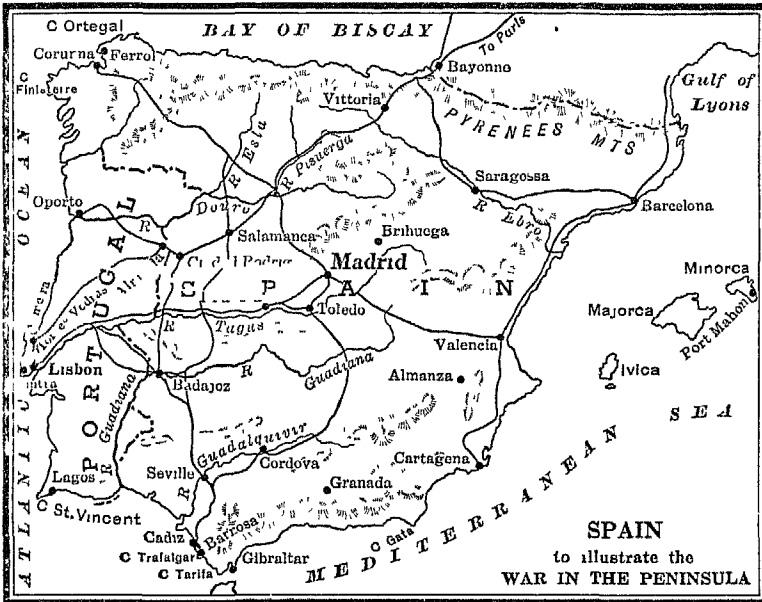 C Ortegal
BAY OF BISCAY
To Paris
Corunna
Ferrol
Bayonne
C
Finisterre
Gulf of
Lyons
Vittoria
PYRENEES MTS
R Esla
R Pisuerga
Saragossa
Oporto
R Douro
R Ebro
Barcelona
Salamanca
Brihuega
Madrid
SPAIN
Minorca
Majorca
Port Mahon
R Tagus
Toledo
Valencia
Ivica
Lisbon
PORTUGAL
Badajoz
R Guadiana
Almanza
R Guadiana
MEDITERRANEAN SEA
R Guadalquivir
Cordova
Cartagena
Seville
Granada
Lagos
C St. Vincent
Cadiz
Barrosa
C Gata
C Trafalgar
Gibraltar
C Tarifa
ATLANTIC OCEAN
SPAIN
to illustrate the
WAR IN THE PENINSULA